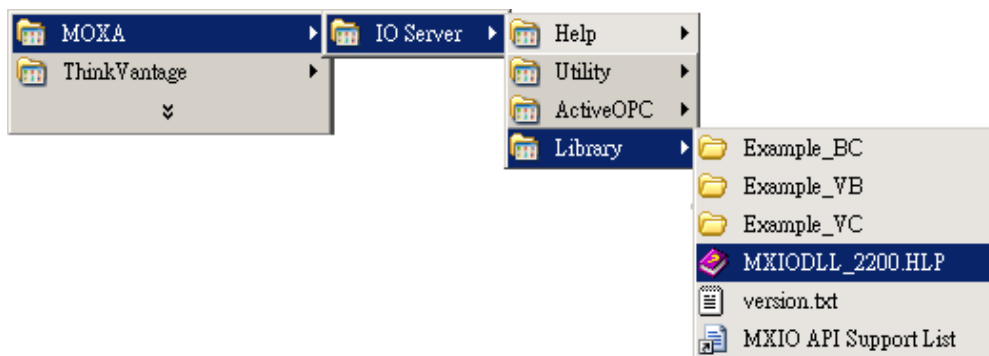 MOXA
ThinkVantage
IO Server
Help
Utility
ActiveOPC
Library
Example_BC
Example_VB
Example_VC
MXIODLL_2200.HLP
version.txt
MXIO API Support List